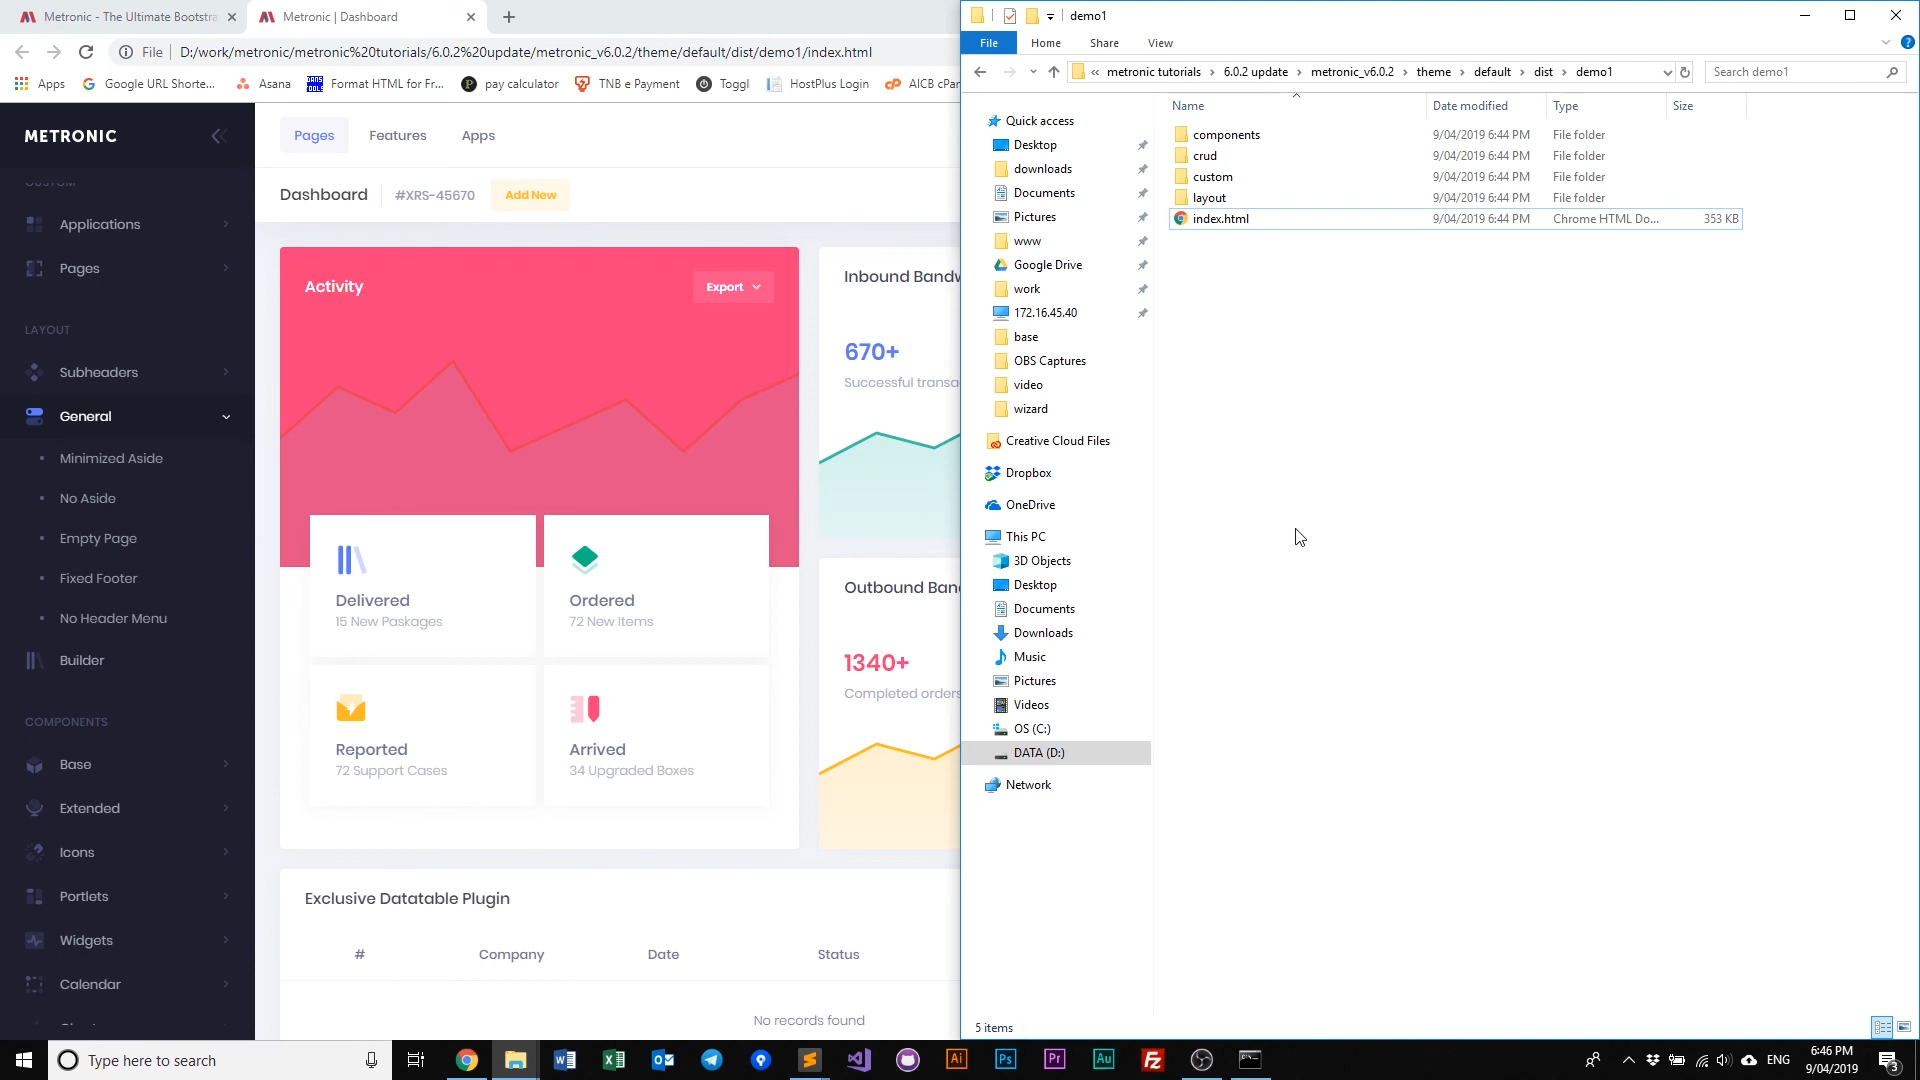 Metronic - The Ultimate Bootstra
Metronic | Dashboard
demo1
File
Home
Share
View
File
D:/work/metronic/metronic%20tutorials/6.0.2%20update/metronic_v6.0.2/theme/default/dist/demo1/index.html
«
metronic tutorials
6.0.2 update
metronic_v6.0.2
theme
default
dist
demo1
Search demo1
Apps
Google URL Shorte...
Asana
Format HTML for Fr...
pay calculator
TNB e Payment
Toggl
HostPlus Login
AICB cPan
METRONIC
CUSTOM
Applications
Pages
LAYOUT
Subheaders
General
Minimized Aside
No Aside
Empty Page
Fixed Footer
No Header Menu
Builder
COMPONENTS
Base
Extended
Icons
Portlets
Widgets
Calendar
Pages
Features
Apps
Dashboard
#XRS-45670
Add New
Activity
Export
Delivered
15 New Paskages
Ordered
72 New Items
Reported
72 Support Cases
Arrived
34 Upgraded Boxes
Inbound Bandw
670+
Successful transa
Outbound Ban
1340+
Completed orders
Exclusive Datatable Plugin
#
Company
Date
Status
No records found
Quick access
Desktop
downloads
Documents
Pictures
www
Google Drive
work
172.16.45.40
base
OBS Captures
video
wizard
Creative Cloud Files
Dropbox
OneDrive
This PC
3D Objects
Desktop
Documents
Downloads
Music
Pictures
Videos
OS (C:)
DATA (D:)
Network
Name
Date modified
Type
Size
components
9/04/2019 6:44 PM
File folder
crud
9/04/2019 6:44 PM
File folder
custom
9/04/2019 6:44 PM
File folder
layout
9/04/2019 6:44 PM
File folder
index.html
9/04/2019 6:44 PM
Chrome HTML Do...
353 KB
5 items
Type here to search
ENG
6:46 PM
9/04/2019
3